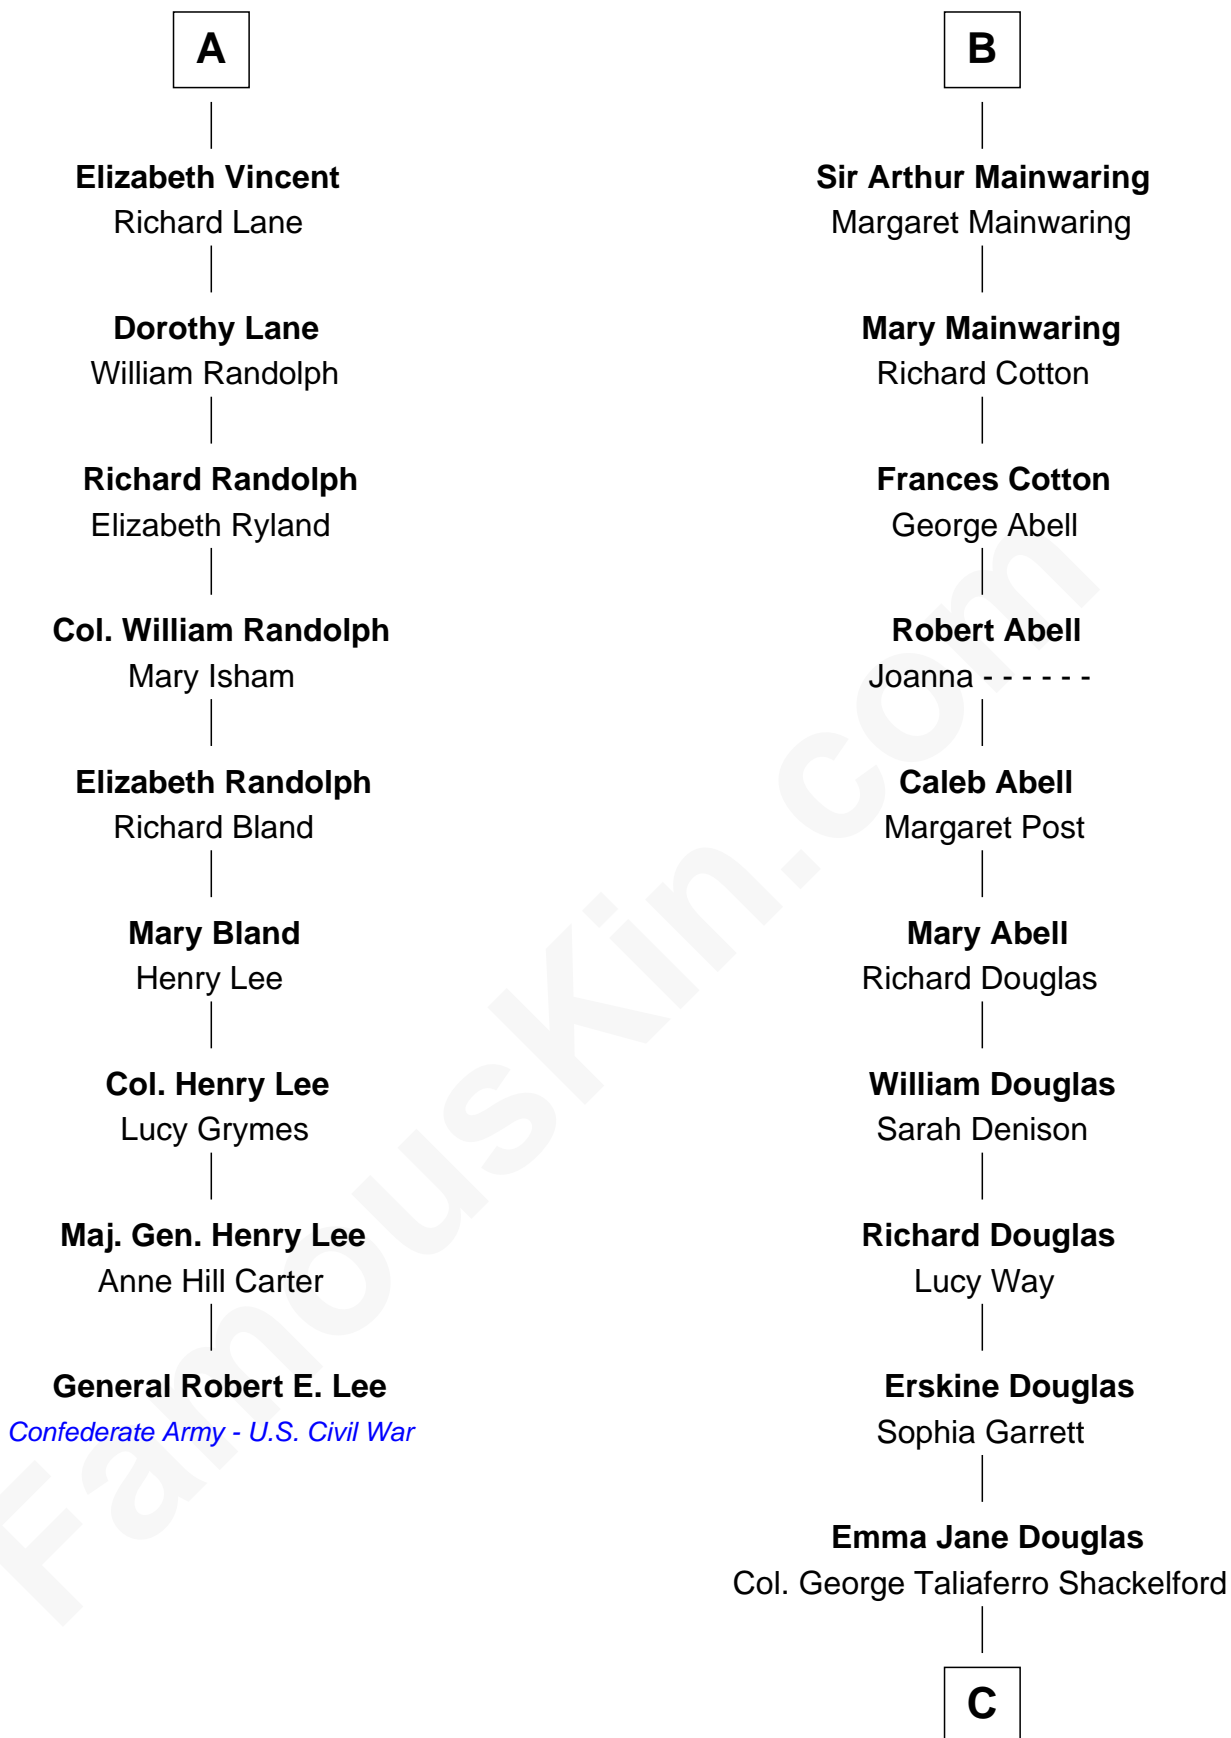 A
Elizabeth Vincent
Richard Lane
Dorothy Lane
William Randolph
Richard Randolph
Elizabeth Ryland
Col. William Randolph
Mary Isham
Elizabeth Randolph
Richard Bland
Mary Bland
Henry Lee
Col. Henry Lee
Lucy Grymes
Maj. Gen. Henry Lee
Anne Hill Carter
General Robert E. Lee
Confederate Army - U.S. Civil War
B
Sir Arthur Mainwaring
Margaret Mainwaring
Mary Mainwaring
Richard Cotton
Frances Cotton
George Abell
Robert Abell
Joanna - - - - - -
Caleb Abell
Margaret Post
Mary Abell
Richard Douglas
William Douglas
Sarah Denison
Richard Douglas
Lucy Way
Erskine Douglas
Sophia Garrett
Emma Jane Douglas
Col. George Taliaferro Shackelford
C
FamousKin.com